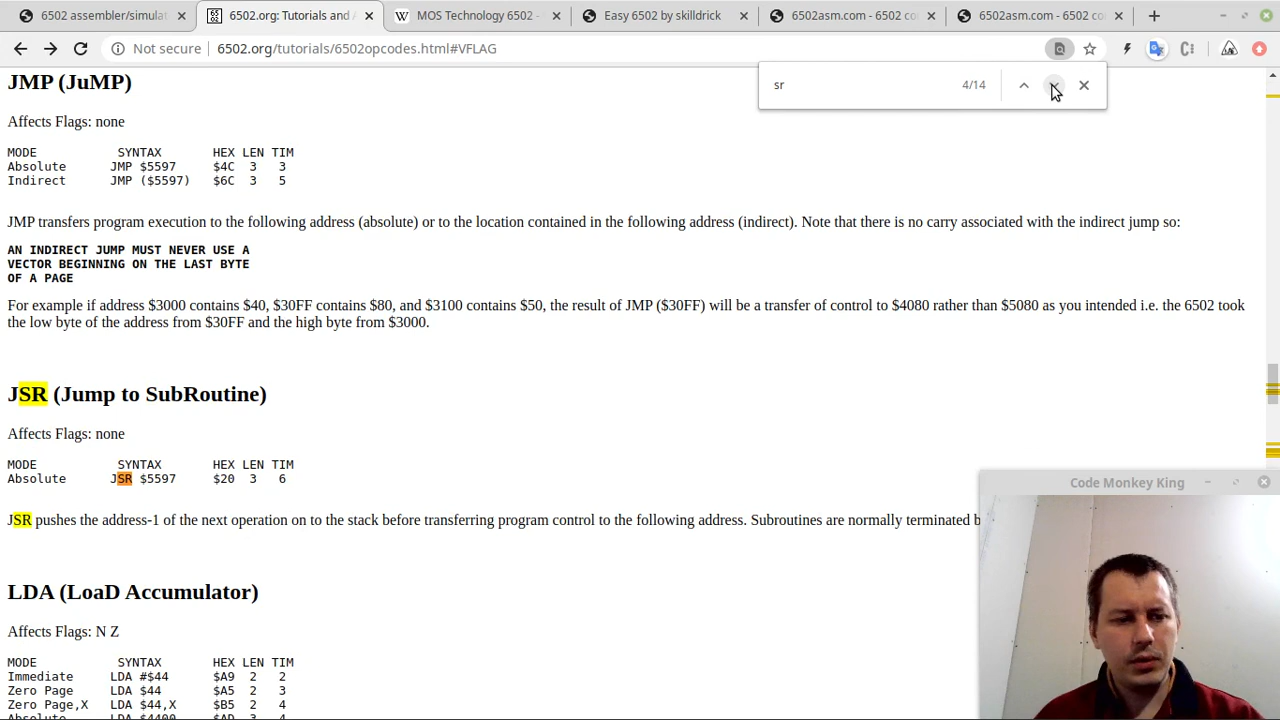 6502 assembler/simulat
6502.org: Tutorials and A
MOS Technology 6502 -
Easy 6502 by skilldrick
6502asm.com - 6502 co
6502asm.com - 6502 co
Not secure
6502.org/tutorials/6502opcodes.html#VFLAG
sr
4/14
JMP (JuMP)
Affects Flags: none
MODE SYNTAX HEX LEN TIM
Absolute JMP $5597 $4C 3 3
Indirect JMP ($5597) $6C 3 5
JMP transfers program execution to the following address (absolute) or to the location contained in the following address (indirect). Note that there is no carry associated with the indirect jump so:
AN INDIRECT JUMP MUST NEVER USE A
VECTOR BEGINNING ON THE LAST BYTE
OF A PAGE
For example if address $3000 contains $40, $30FF contains $80, and $3100 contains $50, the result of JMP ($30FF) will be a transfer of control to $4080 rather than $5080 as you intended i.e. the 6502 took
the low byte of the address from $30FF and the high byte from $3000.
JSR (Jump to SubRoutine)
Affects Flags: none
MODE SYNTAX HEX LEN TIM
Absolute JSR $5597 $20 3 6
JSR pushes the address-1 of the next operation on to the stack before transferring program control to the following address. Subroutines are normally terminated b
Code Monkey King
LDA (LoaD Accumulator)
Affects Flags: N Z
MODE SYNTAX HEX LEN TIM
Immediate LDA #$44 $A9 2 2
Zero Page LDA $44 $A5 2 3
Zero Page,X LDA $44,X $B5 2 4
Absolute LDA $4400 $AD 3 4